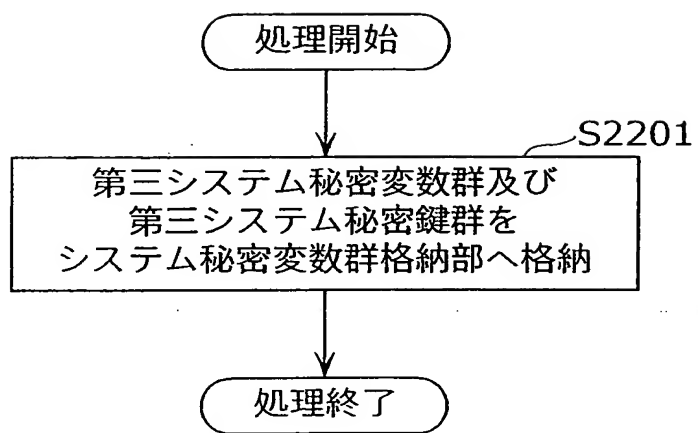 処理開始
S2201
第三システム秘密変数群及び
第三システム秘密鍵群を
システム秘密変数群格納部へ格納
処理終了